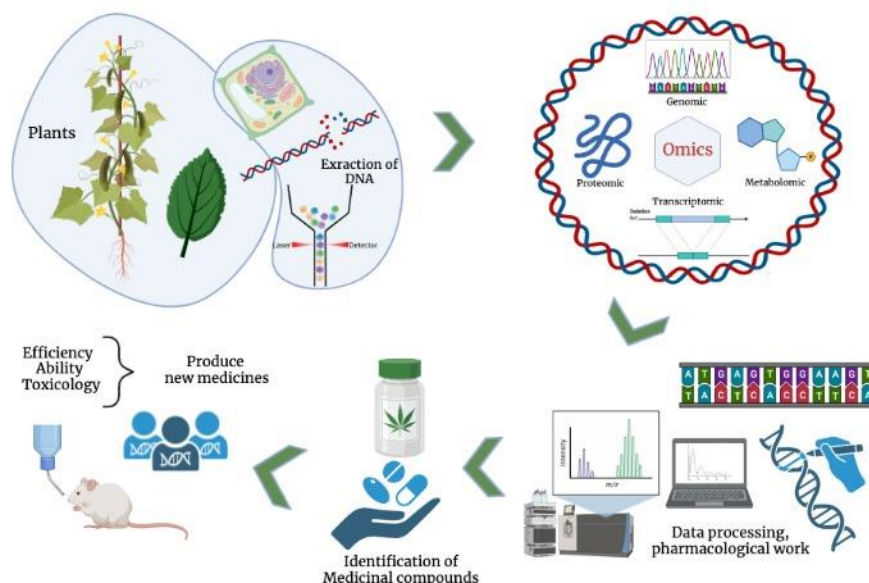 Plants
Exraction of
DNA
Laser
Detector
Genomic
Proteomic
Omics
Metabolomic
Transcriptomic
Efficiency
Ability
Toxicology
Produce
new medicines
Identification of
Medicinal compounds
Intensity
m/z
Data processing,
pharmacological work
A T G A G T G G A A G T
T A C T C A C C T T C A